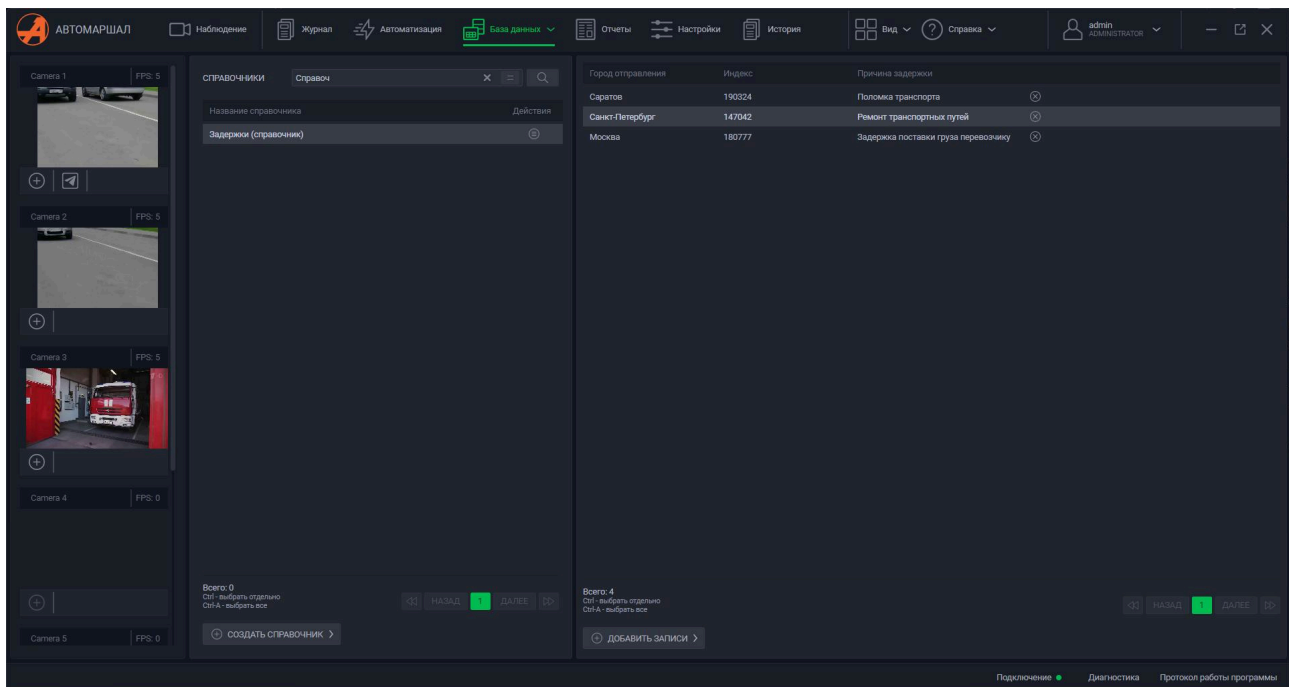 АВТОМАРШАЛ
Наблюдение
Журнал
Автоматизация
База данных
Отчеты
Настройки
История
Вид
Справка
admin
ADMINISTRATOR
Camera 1
FPS: 5
Camera 2
FPS: 5
Camera 3
FPS: 5
Camera 4
FPS: 0
Camera 5
FPS: 0
СПРАВОЧНИКИ
Справоч
Название справочника
Действия
Задержки (справочник)
Всего: 0
Ctrl - выбрать отдельно
Ctrl-A - выбрать все
НАЗАД
1
ДАЛЕЕ
СОЗДАТЬ СПРАВОЧНИК
Город отправления
Индекс
Причина задержки
Саратов
190324
Поломка транспорта
Санкт-Петербург
147042
Ремонт транспортных путей
Москва
180777
Задержка поставки груза перевозчику
Всего: 4
Ctrl - выбрать отдельно
Ctrl-A - выбрать все
НАЗАД
1
ДАЛЕЕ
ДОБАВИТЬ ЗАПИСИ
Подключение
Диагностика
Протокол работы программы